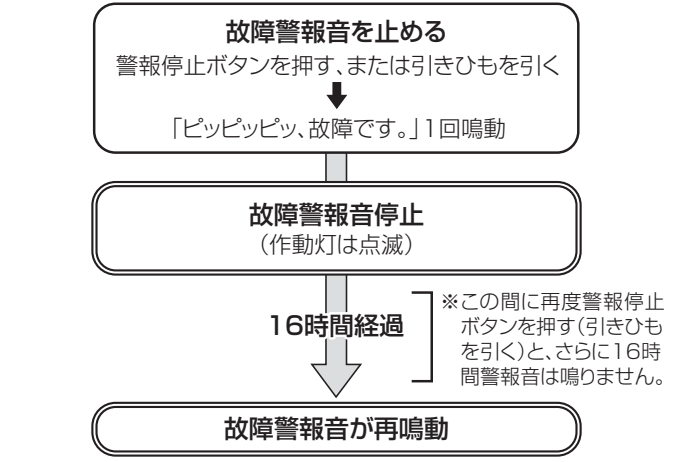 故障警報音を止める
警報停止ボタンを押す、または引きひもを引く
「ピッピッピッ、故障です。」1回鳴動
故障警報音停止
（作動灯は点滅）
16時間経過
※この間に再度警報停止
ボタンを押す（引きひも
を引く）と、さらに16時
間警報音は鳴りません。
故障警報音が再鳴動